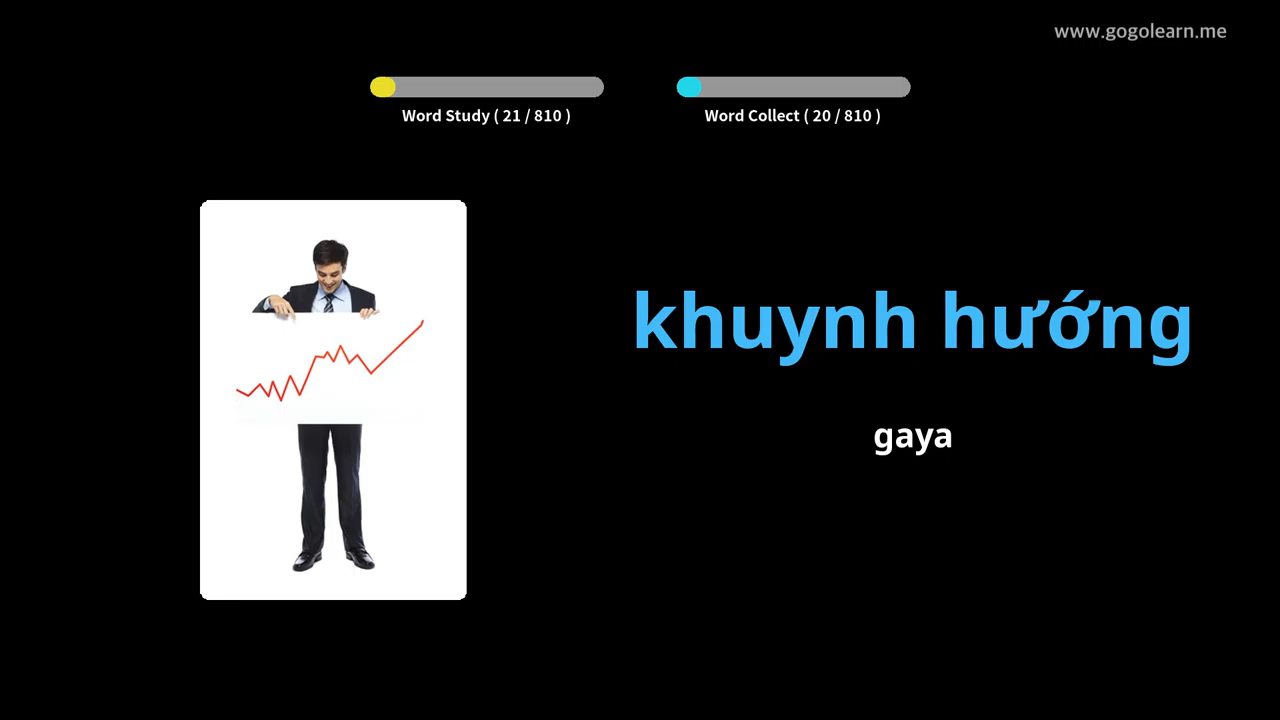 www.gogolearn.me
Word Study ( 21 / 810 )
Word Collect ( 20 / 810 )
khuynh hướng
gaya